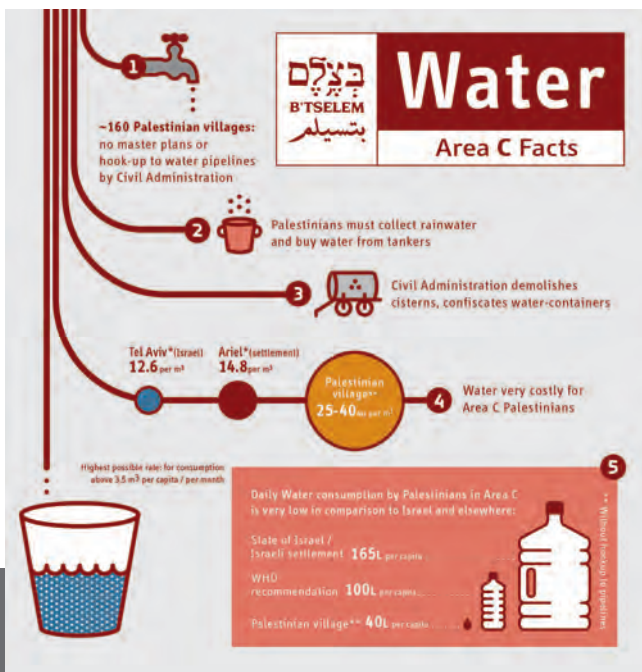 בצלם
B'TSELEM
بتسيلم
Water
Area C Facts
1
~160 Palestinian villages:
no master plans or
hook-up to water pipelines
by Civil Administration
2
Palestinians must collect rainwater
and buy water from tankers
3
Civil Administration demolishes
cisterns, confiscates water-containers
Tel Aviv* (Israel)
12.6 per m³
Ariel* (settlement)
14.8 per m³
Palestinian
village**
25-40 per m³
4
Water very costly for
Area C Palestinians
Highest possible rate: for consumption
above 3.5 m³ per capita / per month
5
Daily Water consumption by Palestinians in Area C
is very low in comparison to Israel and elsewhere:
State of Israel /
Israeli settlement 165L per capita
WHO
recommendation 100L per capita
Palestinian village** 40L per capita
** Without hookup to pipelines